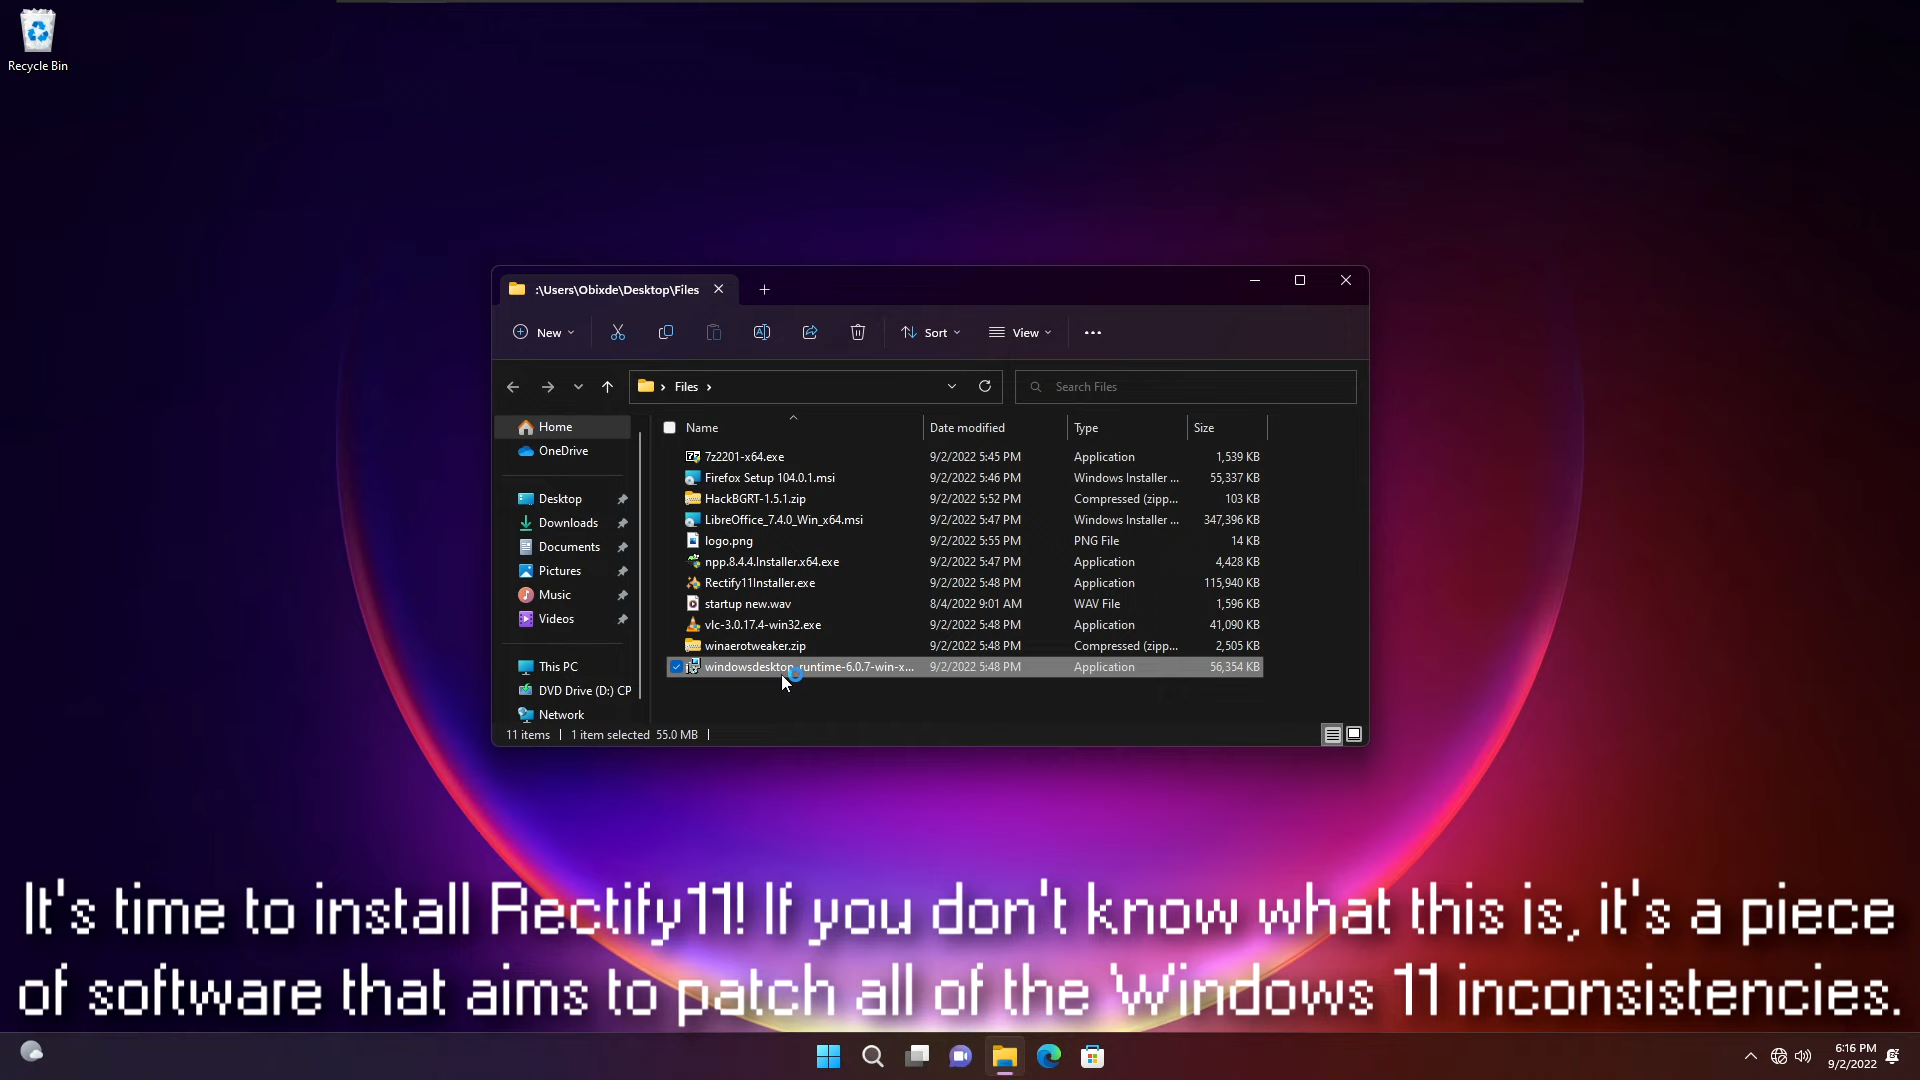 Recycle Bin
:\Users\Obixde\Desktop\Files
New
Sort
View
Files
Search Files
Home
OneDrive
Desktop
Downloads
Documents
Pictures
Music
Videos
This PC
DVD Drive (D:) CP
Network
Name Date modified Type Size
7z2201-x64.exe 9/2/2022 5:45 PM Application 1,539 KB
Firefox Setup 104.0.1.msi 9/2/2022 5:46 PM Windows Installer ... 55,337 KB
HackBGRT-1.5.1.zip 9/2/2022 5:52 PM Compressed (zipp... 103 KB
LibreOffice_7.4.0_Win_x64.msi 9/2/2022 5:47 PM Windows Installer ... 347,396 KB
logo.png 9/2/2022 5:55 PM PNG File 14 KB
npp.8.4.4.Installer.x64.exe 9/2/2022 5:47 PM Application 4,428 KB
Rectify11Installer.exe 9/2/2022 5:48 PM Application 115,940 KB
startup new.wav 8/4/2022 9:01 AM WAV File 1,596 KB
vlc-3.0.17.4-win32.exe 9/2/2022 5:48 PM Application 41,090 KB
winaerotweaker.zip 9/2/2022 5:48 PM Compressed (zipp... 2,505 KB
windowsdesktop-runtime-6.0.7-win-x... 9/2/2022 5:48 PM Application 56,354 KB
11 items 1 item selected 55.0 MB
It's time to install Rectify11! If you don't know what this is, it's a piece
of software that aims to patch all of the Windows 11 inconsistencies.
6:16 PM
9/2/2022